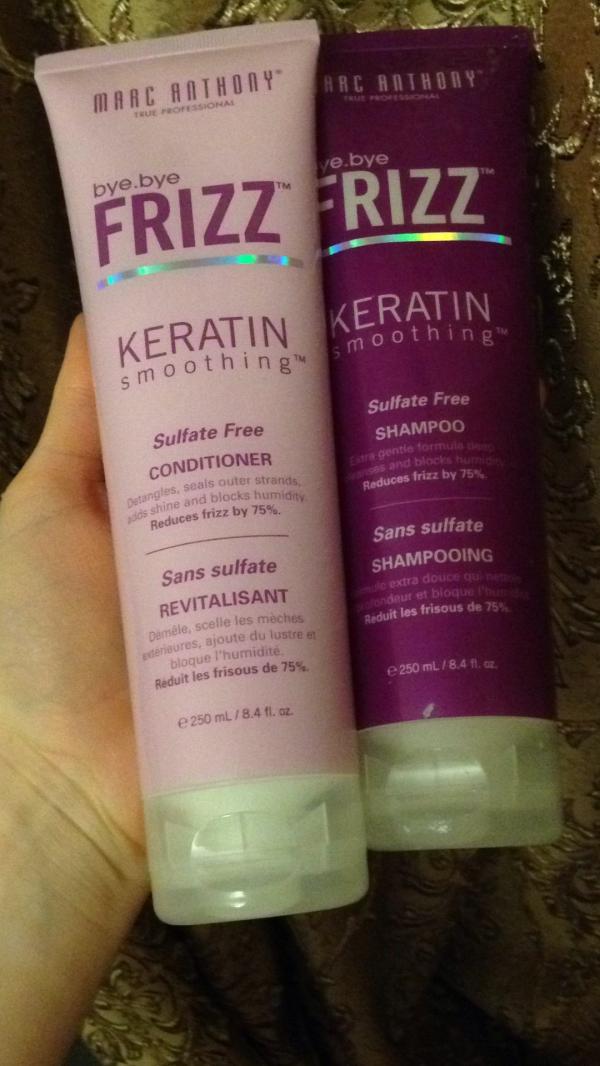 MARC ANTHONY®
TRUE PROFESSIONAL
bye.bye
FRIZZ™
KERATIN
smoothing™
Sulfate Free
CONDITIONER
Detangles, seals outer strands,
adds shine and blocks humidity.
Reduces frizz by 75%.
Sans sulfate
REVITALISANT
Démêle, scelle les mèches
extérieures, ajoute du lustre et
bloque l'humidité.
Réduit les frisous de 75%.
e 250 mL / 8.4 fl. oz.
ARC ANTHONY™
TRUE PROFESSIONAL
ye.bye
FRIZZ™
KERATIN
smoothing™
Sulfate Free
SHAMPOO
Extra gentle formula deep
cleanses and blocks humidity.
Reduces frizz by 75%.
Sans sulfate
SHAMPOOING
extra douce qui nettoie
profondeur et bloque
Réduit les frisous de 75%.
e 250 mL / 8.4 fl. oz.